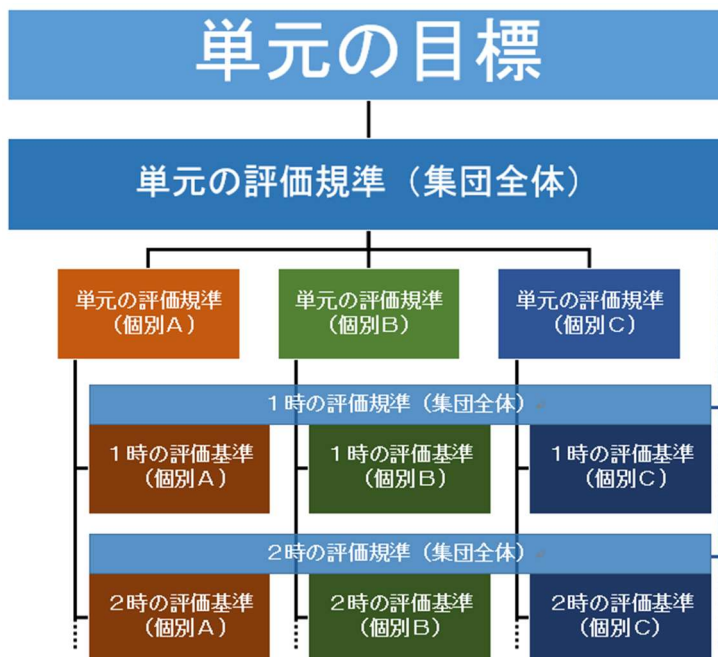 単元の目標
単元の評価規準（集団全体）
単元の評価規準
（個別A）
単元の評価規準
（個別B）
単元の評価規準
（個別C）
1時の評価規準（集団全体）
1時の評価基準
（個別A）
1時の評価基準
（個別B）
1時の評価基準
（個別C）
2時の評価規準（集団全体）
2時の評価基準
（個別A）
2時の評価基準
（個別B）
2時の評価基準
（個別C）